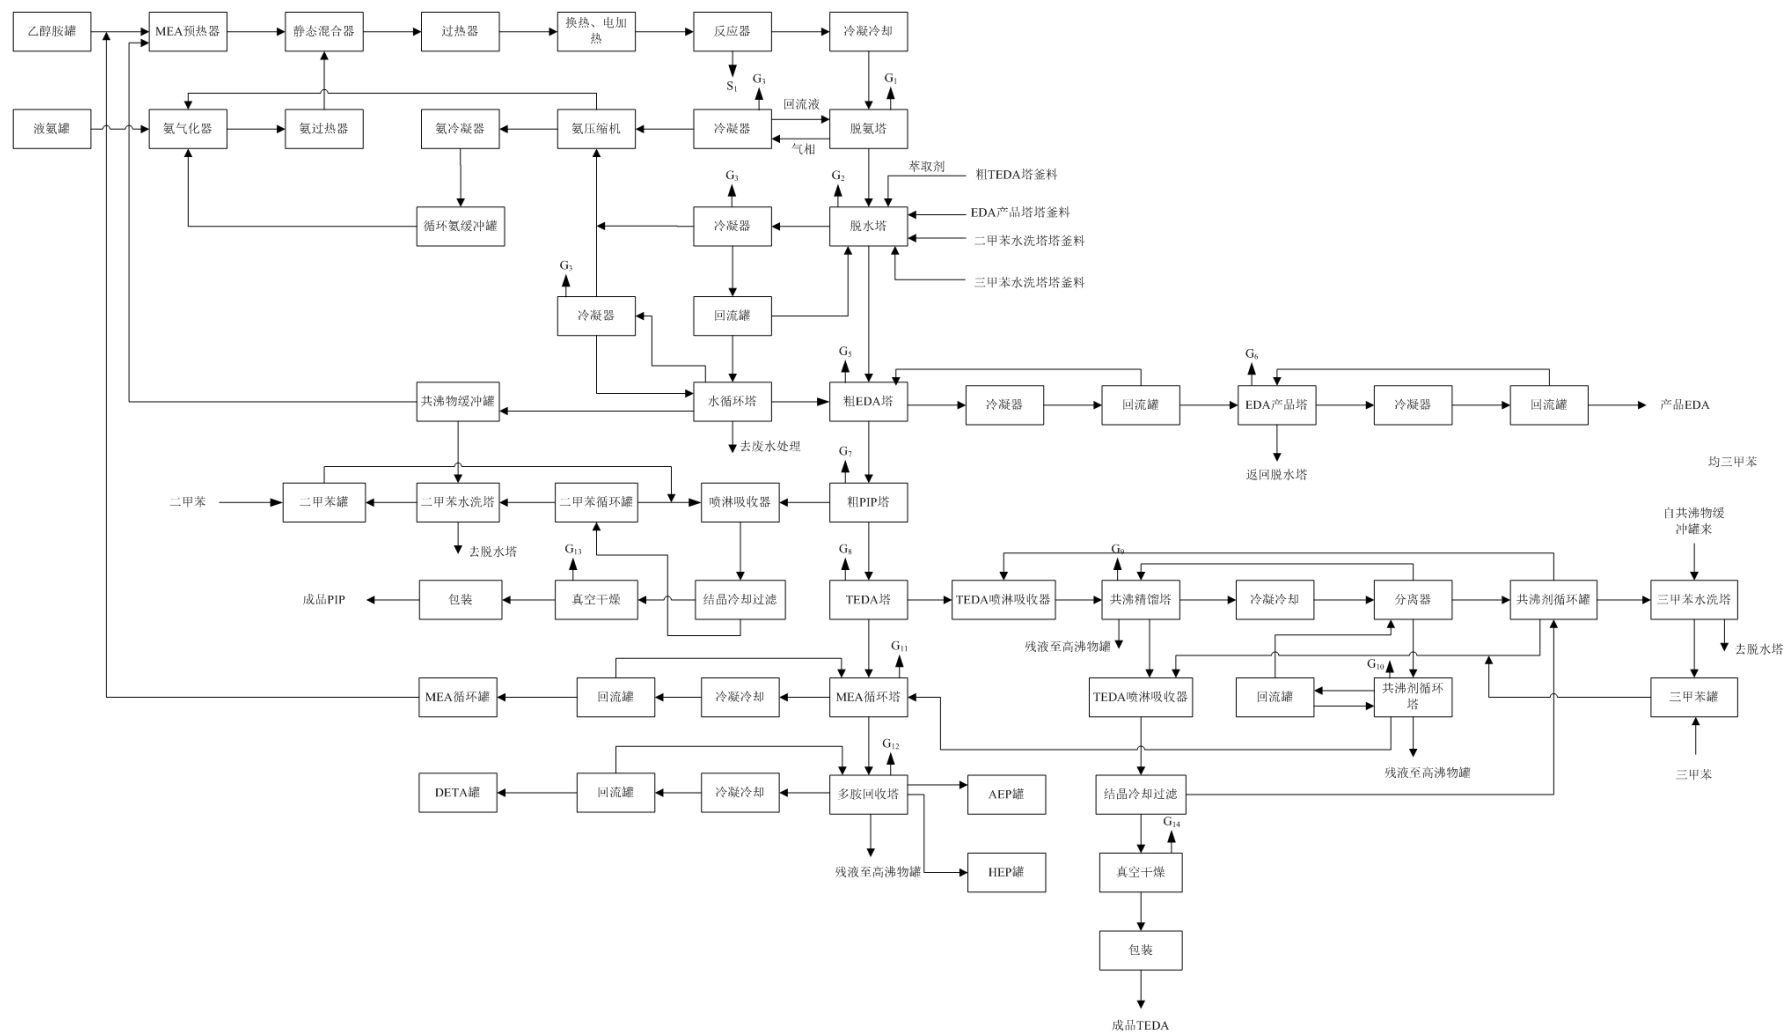 乙醇胺罐
MEA预热器
静态混合器
过热器
换热、电加
热
反应器
冷凝冷却
S₁
G₃
G₁
回流液
液氨罐
氨气化器
氨过热器
氨冷凝器
氨压缩机
冷凝器
脱氨塔
气相
萃取剂
粗TEDA塔釜料
G₃
G₂
EDA产品塔塔釜料
循环氨缓冲罐
冷凝器
脱水塔
二甲苯水洗塔塔釜料
G₃
三甲苯水洗塔塔釜料
冷凝器
回流罐
G₅
G₆
共沸物缓冲罐
水循环塔
粗EDA塔
冷凝器
回流罐
EDA产品塔
冷凝器
回流罐
产品EDA
去废水处理
G₇
返回脱水塔
均三甲苯
二甲苯
二甲苯罐
二甲苯水洗塔
二甲苯循环罐
喷淋吸收器
粗PIP塔
自共沸物缓
冲罐来
去脱水塔
G₁₃
G₈
G₉
成品PIP
包装
真空干燥
结晶冷却过滤
TEDA塔
TEDA喷淋吸收器
共沸精馏塔
冷凝冷却
分离器
共沸剂循环罐
三甲苯水洗塔
残液至高沸物罐
G₁₁
G₁₀
去脱水塔
MEA循环罐
回流罐
冷凝冷却
MEA循环塔
TEDA喷淋吸收器
回流罐
共沸剂循环
塔
三甲苯罐
G₁₂
残液至高沸物罐
三甲苯
DETA罐
回流罐
冷凝冷却
多胺回收塔
AEP罐
结晶冷却过滤
G₁₄
残液至高沸物罐
HEP罐
真空干燥
包装
成品TEDA